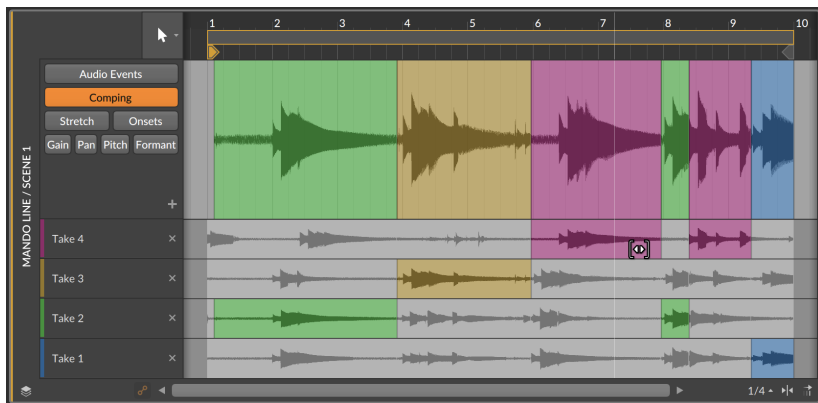 1 2 3 4 5 6 7 8 9 10
Audio Events
Comping
Stretch Onsets
Gain Pan Pitch Formant
+
MANDO LINE / SCENE 1
Take 4 ×
Take 3 ×
Take 2 ×
Take 1 ×
1/4